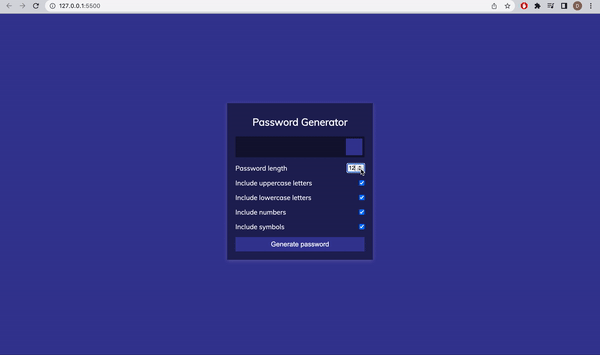 127.0.0.1:5500
D
Password Generator
Password length 12
Include uppercase letters
Include lowercase letters
Include numbers
Include symbols
Generate password